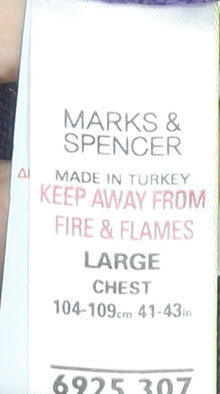 MARKS &
SPENCER
MADE IN TURKEY
KEEP AWAY FROM
FIRE & FLAMES
LARGE
CHEST
104-109cm 41-43in
6925 307